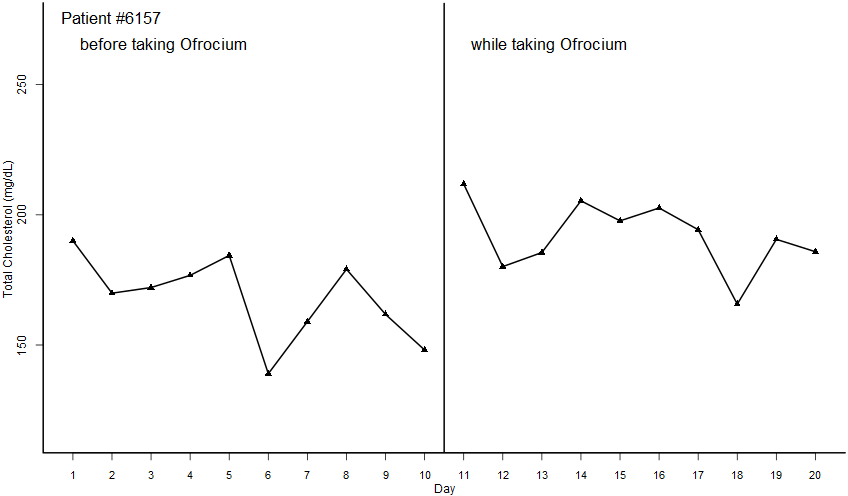 Patient #6157
before taking Ofrocium
while taking Ofrocium
Total Cholesterol (mg/dL)
250
200
150
1 2 3 4 5 6 7 8 9 10 11 12 13 14 15 16 17 18 19 20
Day